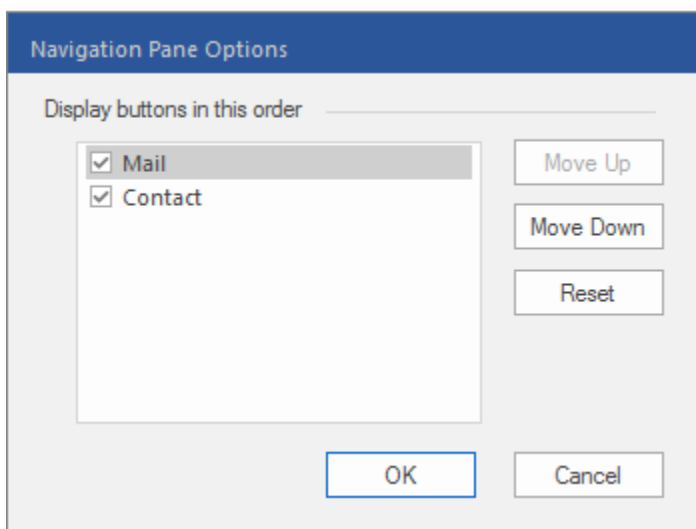 Navigation Pane Options
Display buttons in this order
Mail
Contact
Move Up
Move Down
Reset
OK
Cancel